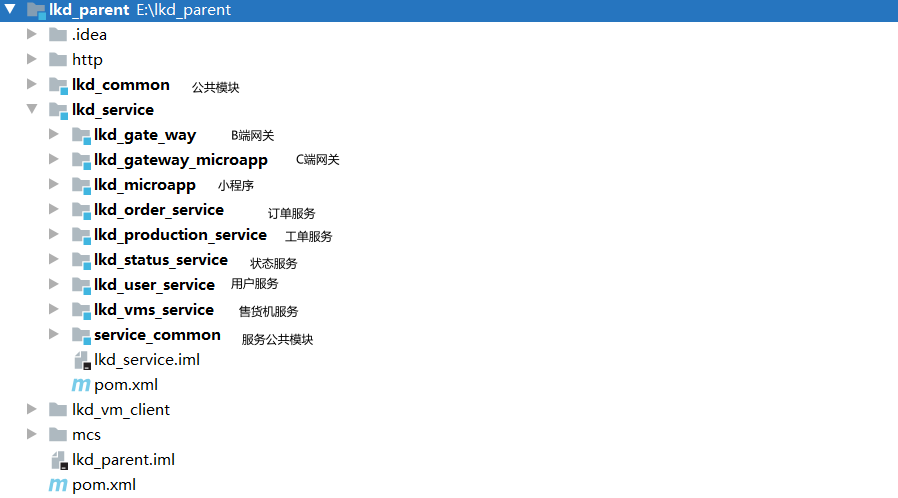 lkd_parent E:\lkd_parent
.idea
http
lkd_common 公共模块
lkd_service
lkd_gate_way B端网关
lkd_gateway_microapp C端网关
lkd_microapp 小程序
lkd_order_service 订单服务
lkd_production_service 工单服务
lkd_status_service 状态服务
lkd_user_service 用户服务
lkd_vms_service 售货机服务
service_common 服务公共模块
lkd_service.iml
m pom.xml
lkd_vm_client
mcs
lkd_parent.iml
m pom.xml